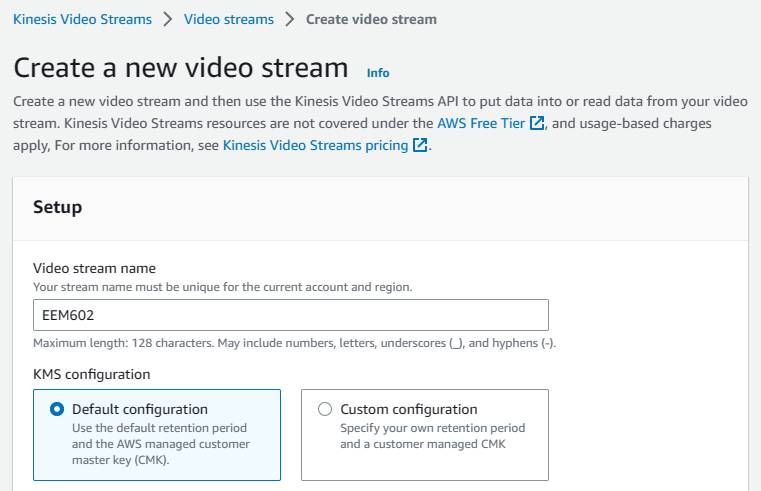 Kinesis Video Streams > Video streams > Create video stream
Create a new video stream Info
Create a new video stream and then use the Kinesis Video Streams API to put data into or read data from your video
stream. Kinesis Video Streams resources are not covered under the AWS Free Tier, and usage-based charges
apply, For more information, see Kinesis Video Streams pricing.
Setup
Video stream name
Your stream name must be unique for the current account and region.
EEM602
Maximum length: 128 characters. May include numbers, letters, underscores (_), and hyphens (-).
KMS configuration
Default configuration
Use the default retention period
and the AWS managed customer
master key (CMK).
Custom configuration
Specify your own retention period
and a customer managed CMK